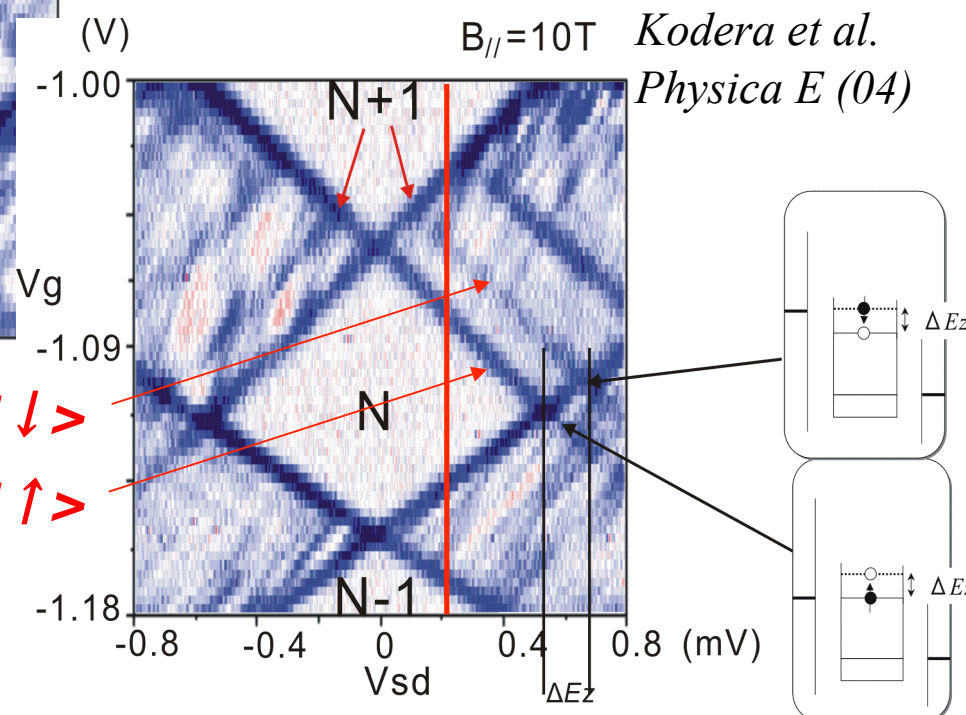 (V)
B//=10T
Kodera et al.
Physica E (04)
-1.00
N+1
Vg
ΔEz
-1.09
↓>
N
↑>
ΔEz
N-1
-1.18
-0.8
-0.4
0
0.4
0.8
(mV)
Vsd
ΔEz